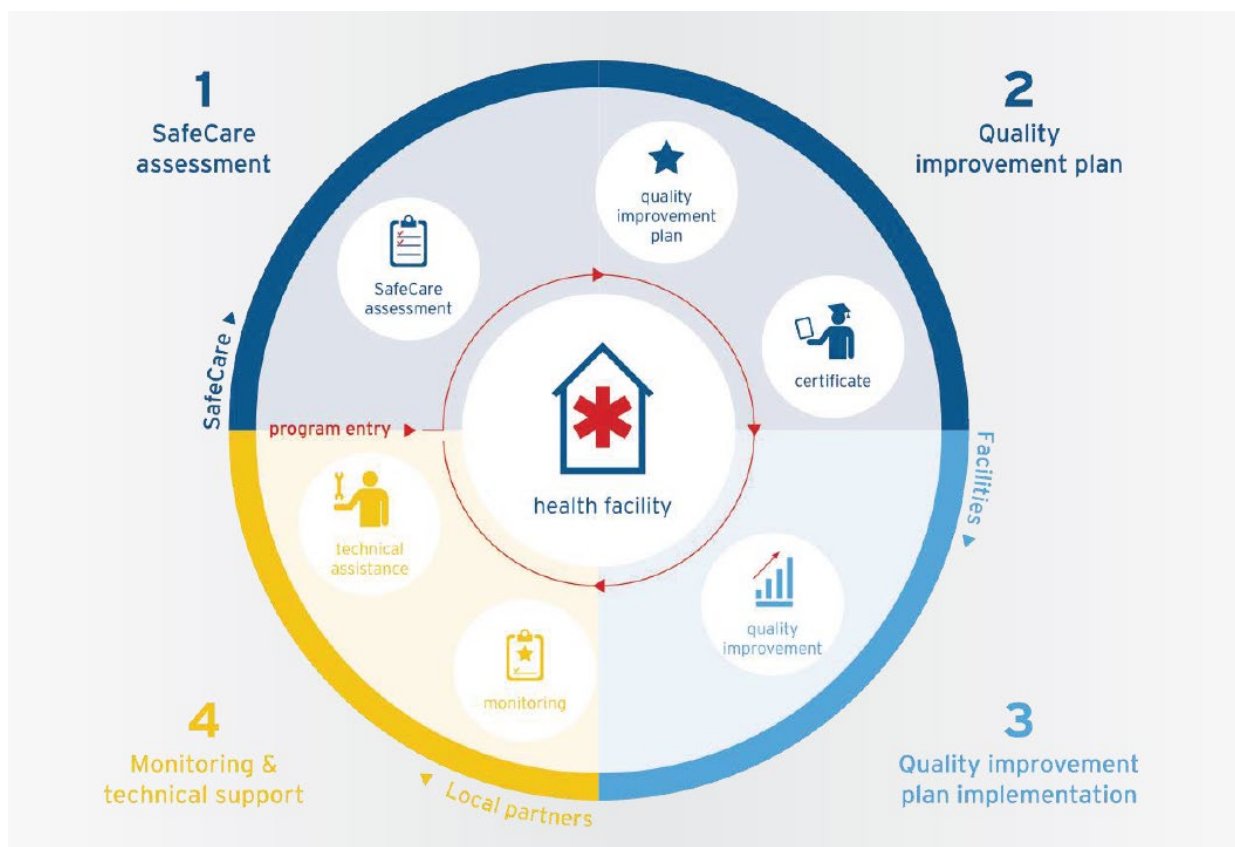 1
SafeCare
assessment
2
Quality
improvement plan
quality
improvement
plan
SafeCare
assessment
certificate
SafeCare
program entry
health facility
Facilities
technical
assistance
quality
improvement
monitoring
4
Monitoring &
technical support
Local partners
3
Quality improvement
plan implementation